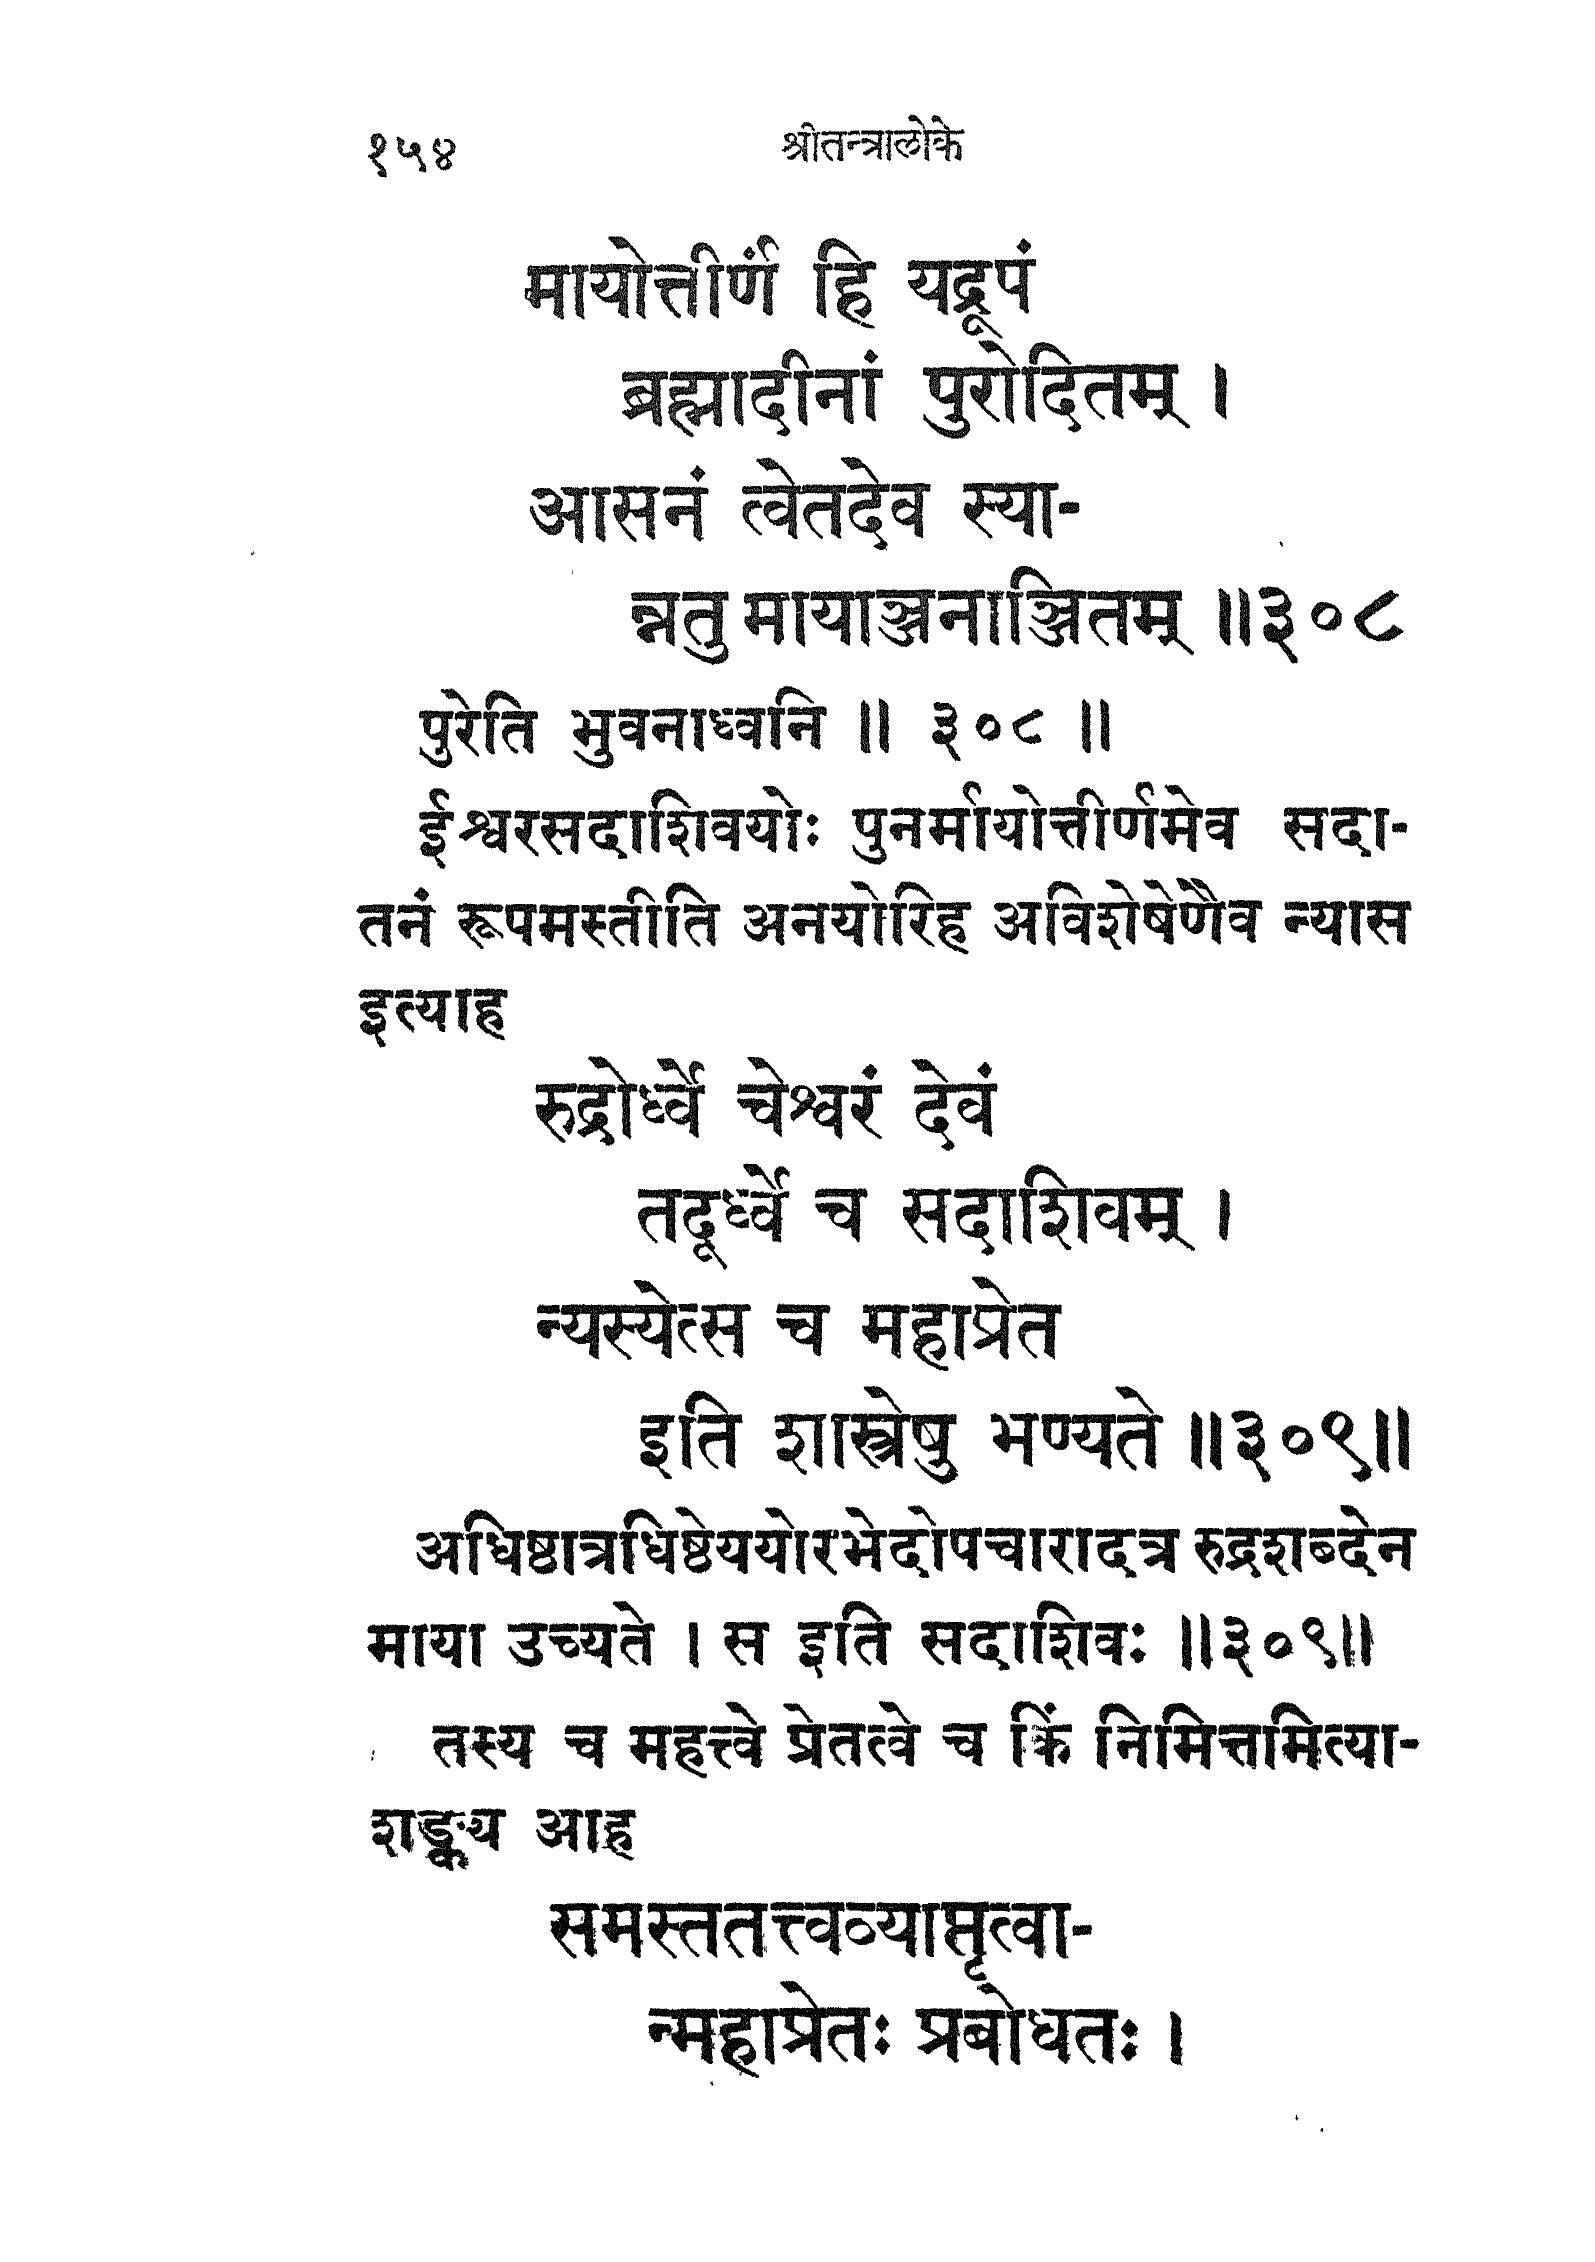 १५४ श्रीतन्त्रालोके
मायोत्तीर्णं हि यद्रूपं
ब्रह्मादीनां पुरोदितम् ।
आसनं त्वेतदेव स्या-
न्नतु मायाञ्जनाञ्जितम् ॥३०८
पुरेति भुवनाध्वनि ॥ ३०८ ॥
ईश्वरसदाशिवयोः पुनर्मायोत्तीर्णमेव सदा-
तनं रूपमस्तीति अनयोरिह अविशेषेणैव न्यास
इत्याह
रुद्रोर्ध्वे चेश्वरं देवं
तदूर्ध्वे च सदाशिवम् ।
न्यस्येत्स च महाप्रेत
इति शास्त्रेषु भण्यते ॥३०९॥
अधिष्ठात्रधिष्ठेययोरभेदोपचारादत्र रुद्रशब्देन
माया उच्यते । स इति सदाशिवः ॥३०९॥
तस्य च महत्त्वे प्रेतत्वे च किं निमित्तमित्या-
शङ्क्य आह
समस्ततत्त्वव्याप्तृत्वा-
न्महाप्रेतः प्रबोधतः ।